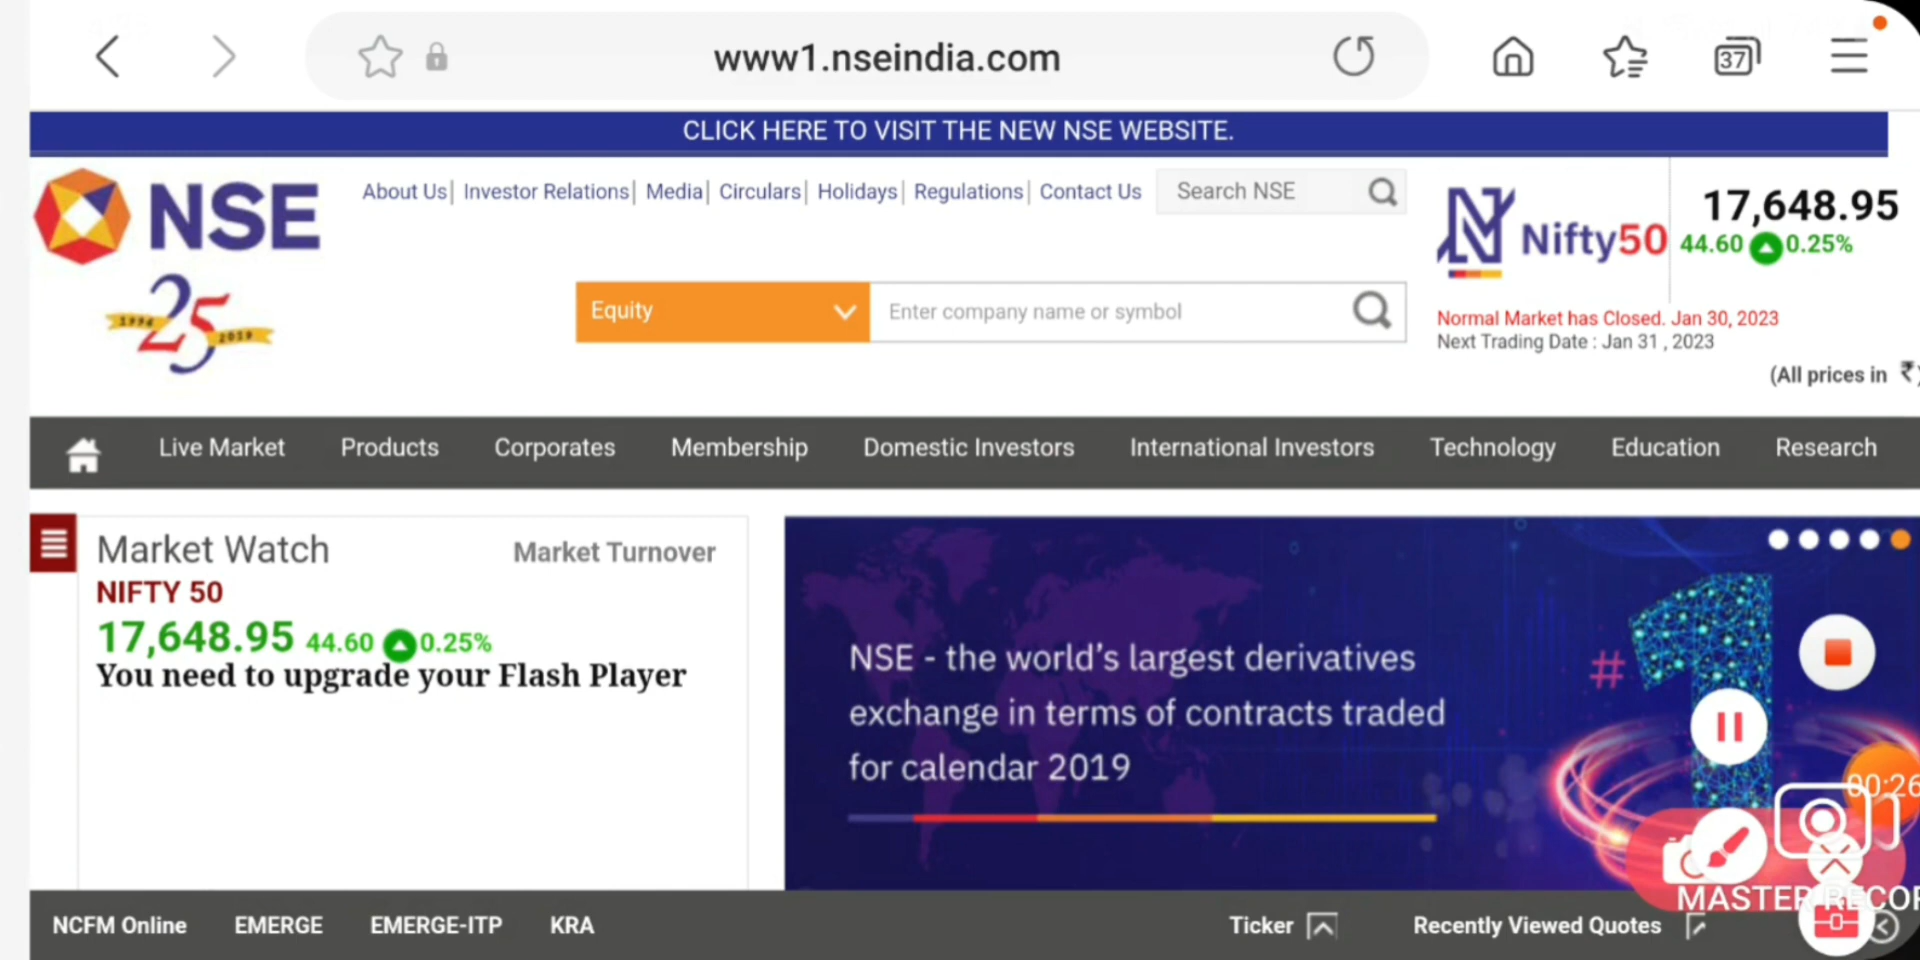 www1.nseindia.com
37
CLICK HERE TO VISIT THE NEW NSE WEBSITE.
NSE
About Us| Investor Relations| Media| Circulars| Holidays| Regulations| Contact Us
Search NSE
1994 25 2019
Equity
Enter company name or symbol
Nifty50
17,648.95
44.60 0.25%
Normal Market has Closed. Jan 30, 2023
Next Trading Date : Jan 31 , 2023
(All prices in ₹)
Live Market Products Corporates Membership Domestic Investors International Investors Technology Education Research
Market Watch
Market Turnover
NIFTY 50
17,648.95 44.60 0.25%
You need to upgrade your Flash Player
NSE - the world's largest derivatives
exchange in terms of contracts traded
for calendar 2019
#1
00:26
MASTER RECOR
NCFM Online EMERGE EMERGE-ITP KRA
Ticker
Recently Viewed Quotes